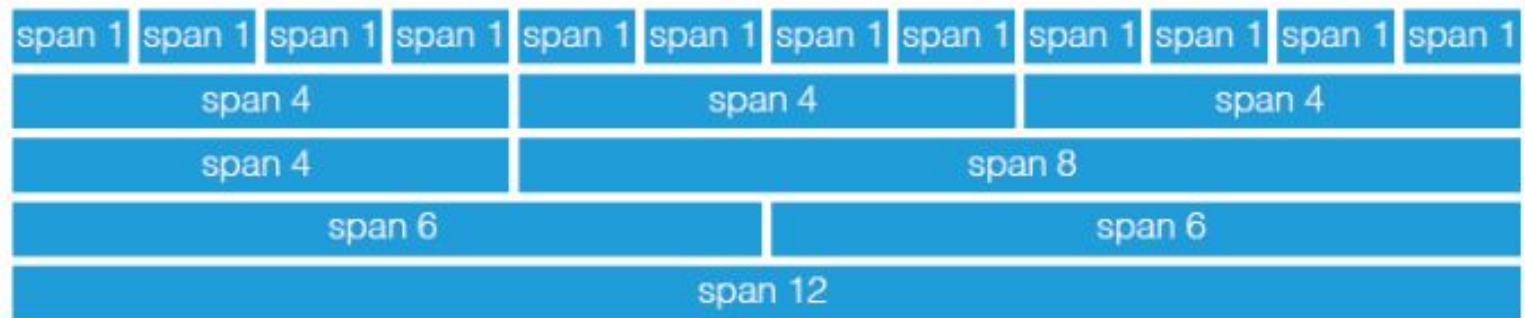 span 1 span 1 span 1 span 1 span 1 span 1 span 1 span 1 span 1 span 1 span 1 span 1
span 4 span 4 span 4
span 4 span 8
span 6 span 6
span 12